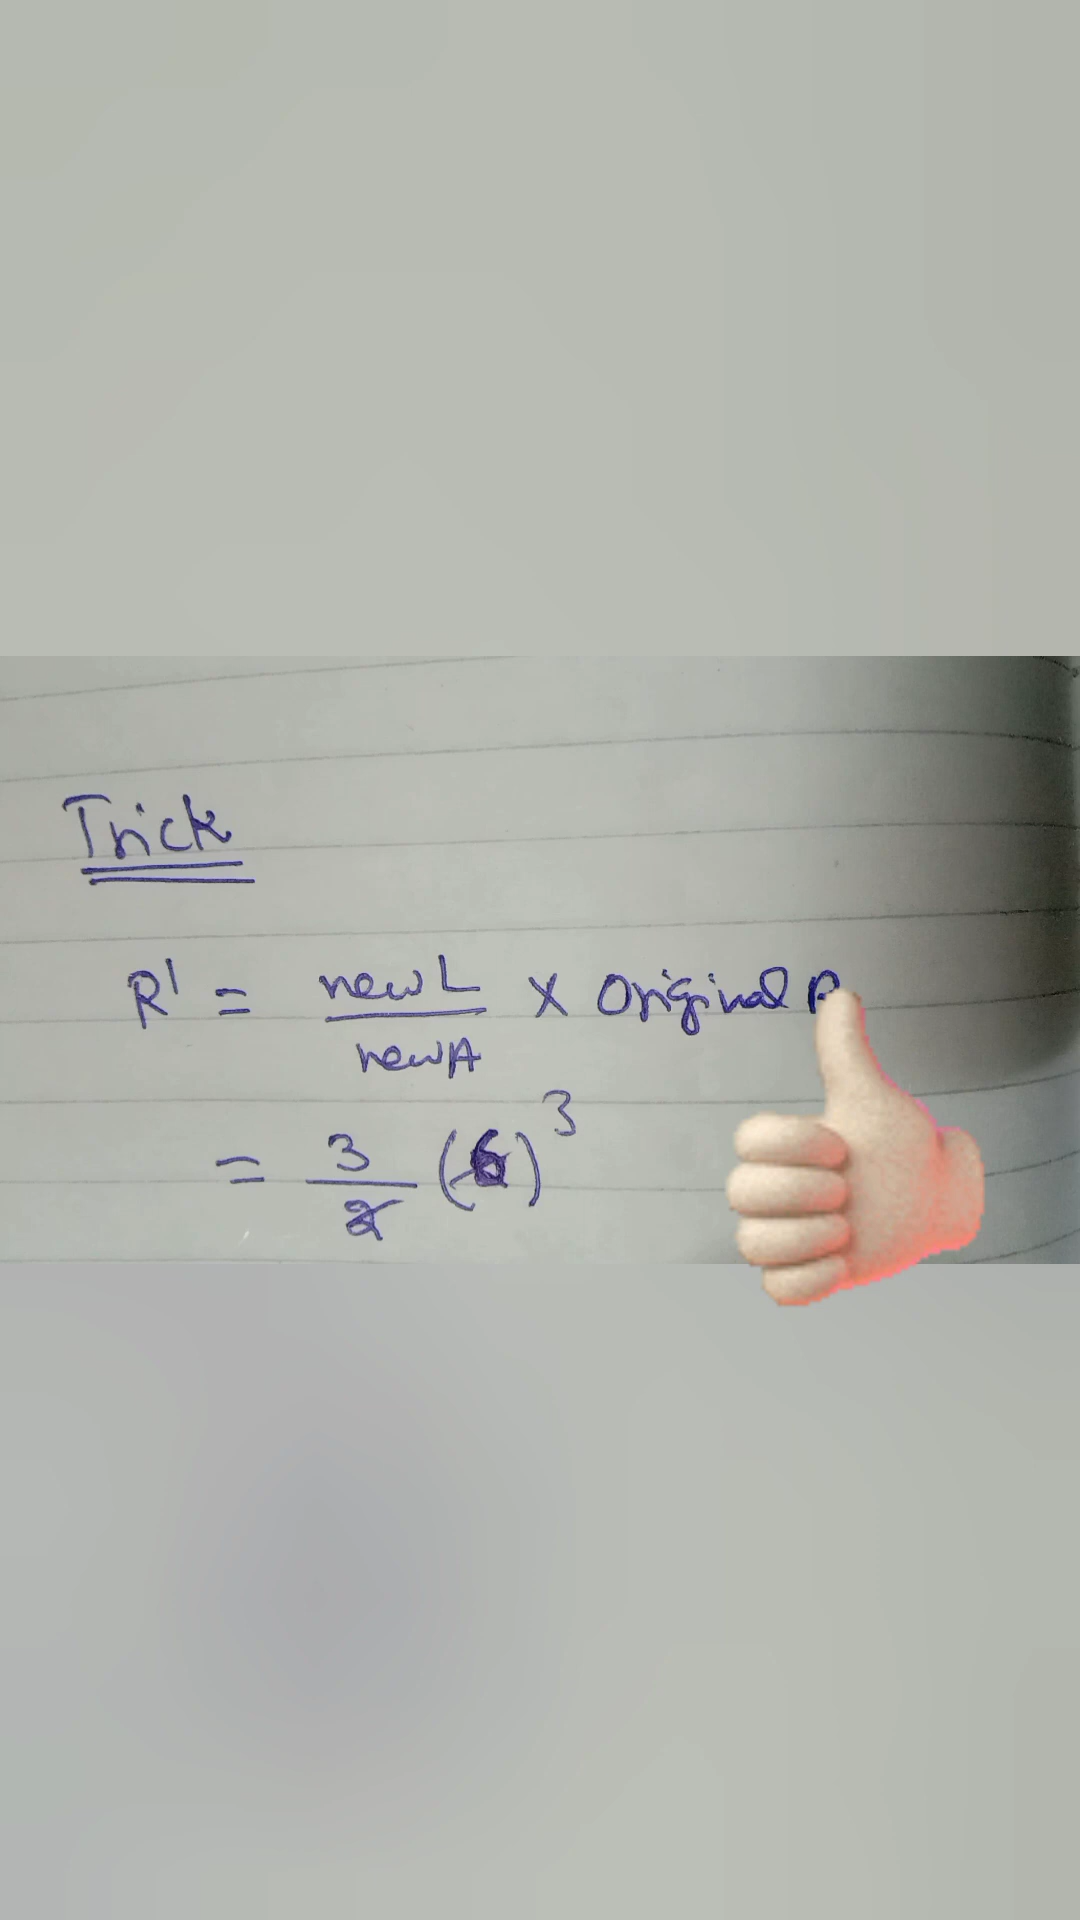 Trick
R' = new L / new A × Original R
= 3 / 2 (6)³